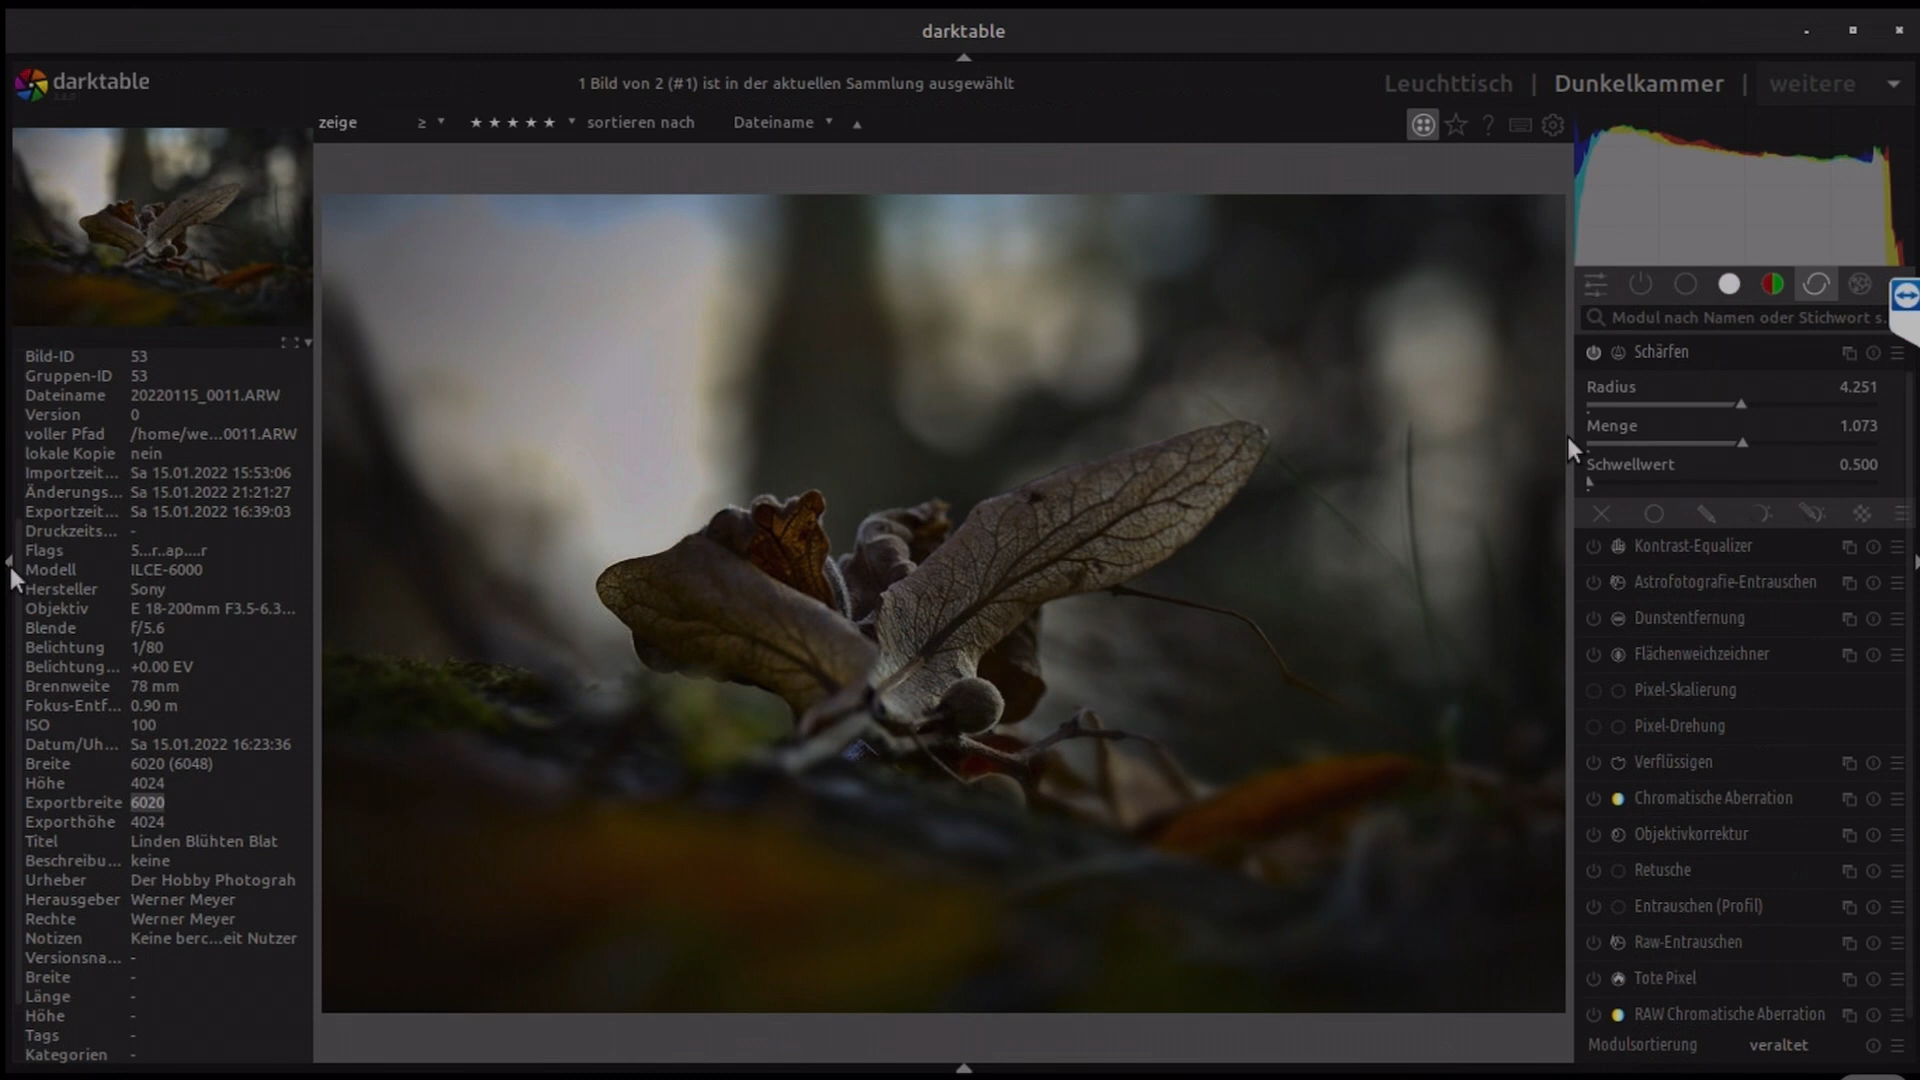 darktable
darktable
1 Bild von 2 (#1) ist in der aktuellen Sammlung ausgewählt
Leuchttisch | Dunkelkammer | weitere
zeige ≥ ★ ★ ★ ★ ★ sortieren nach Dateiname
Bild-ID 53
Gruppen-ID 53
Dateiname 20220115_0011.ARW
Version 0
voller Pfad /home/we...0011.ARW
lokale Kopie nein
Importzeit... Sa 15.01.2022 15:53:06
Änderungs... Sa 15.01.2022 21:21:27
Exportzeit... Sa 15.01.2022 16:39:03
Druckzeits... -
Flags 5...r..ap....r
Modell ILCE-6000
Hersteller Sony
Objektiv E 18-200mm F3.5-6.3...
Blende f/5.6
Belichtung 1/80
Belichtung... +0.00 EV
Brennweite 78 mm
Fokus-Entf... 0.90 m
ISO 100
Datum/Uh... Sa 15.01.2022 16:23:36
Breite 6020 (6048)
Höhe 4024
Exportbreite 6020
Exporthöhe 4024
Titel Linden Blühten Blat
Beschreibu... keine
Urheber Der Hobby Photograh
Herausgeber Werner Meyer
Rechte Werner Meyer
Notizen Keine berc...eit Nutzer
Versionsna... -
Breite -
Länge -
Höhe -
Tags -
Kategorien -
Modul nach Namen oder Stichwort s...
Schärfen
Radius 4.251
Menge 1.073
Schwellwert 0.500
Kontrast-Equalizer
Astrofotografie-Entrauschen
Dunstentfernung
Flächenweichzeichner
Pixel-Skalierung
Pixel-Drehung
Verflüssigen
Chromatische Aberration
Objektivkorrektur
Retusche
Entrauschen (Profil)
Raw-Entrauschen
Tote Pixel
RAW Chromatische Aberration
Modulsortierung veraltet